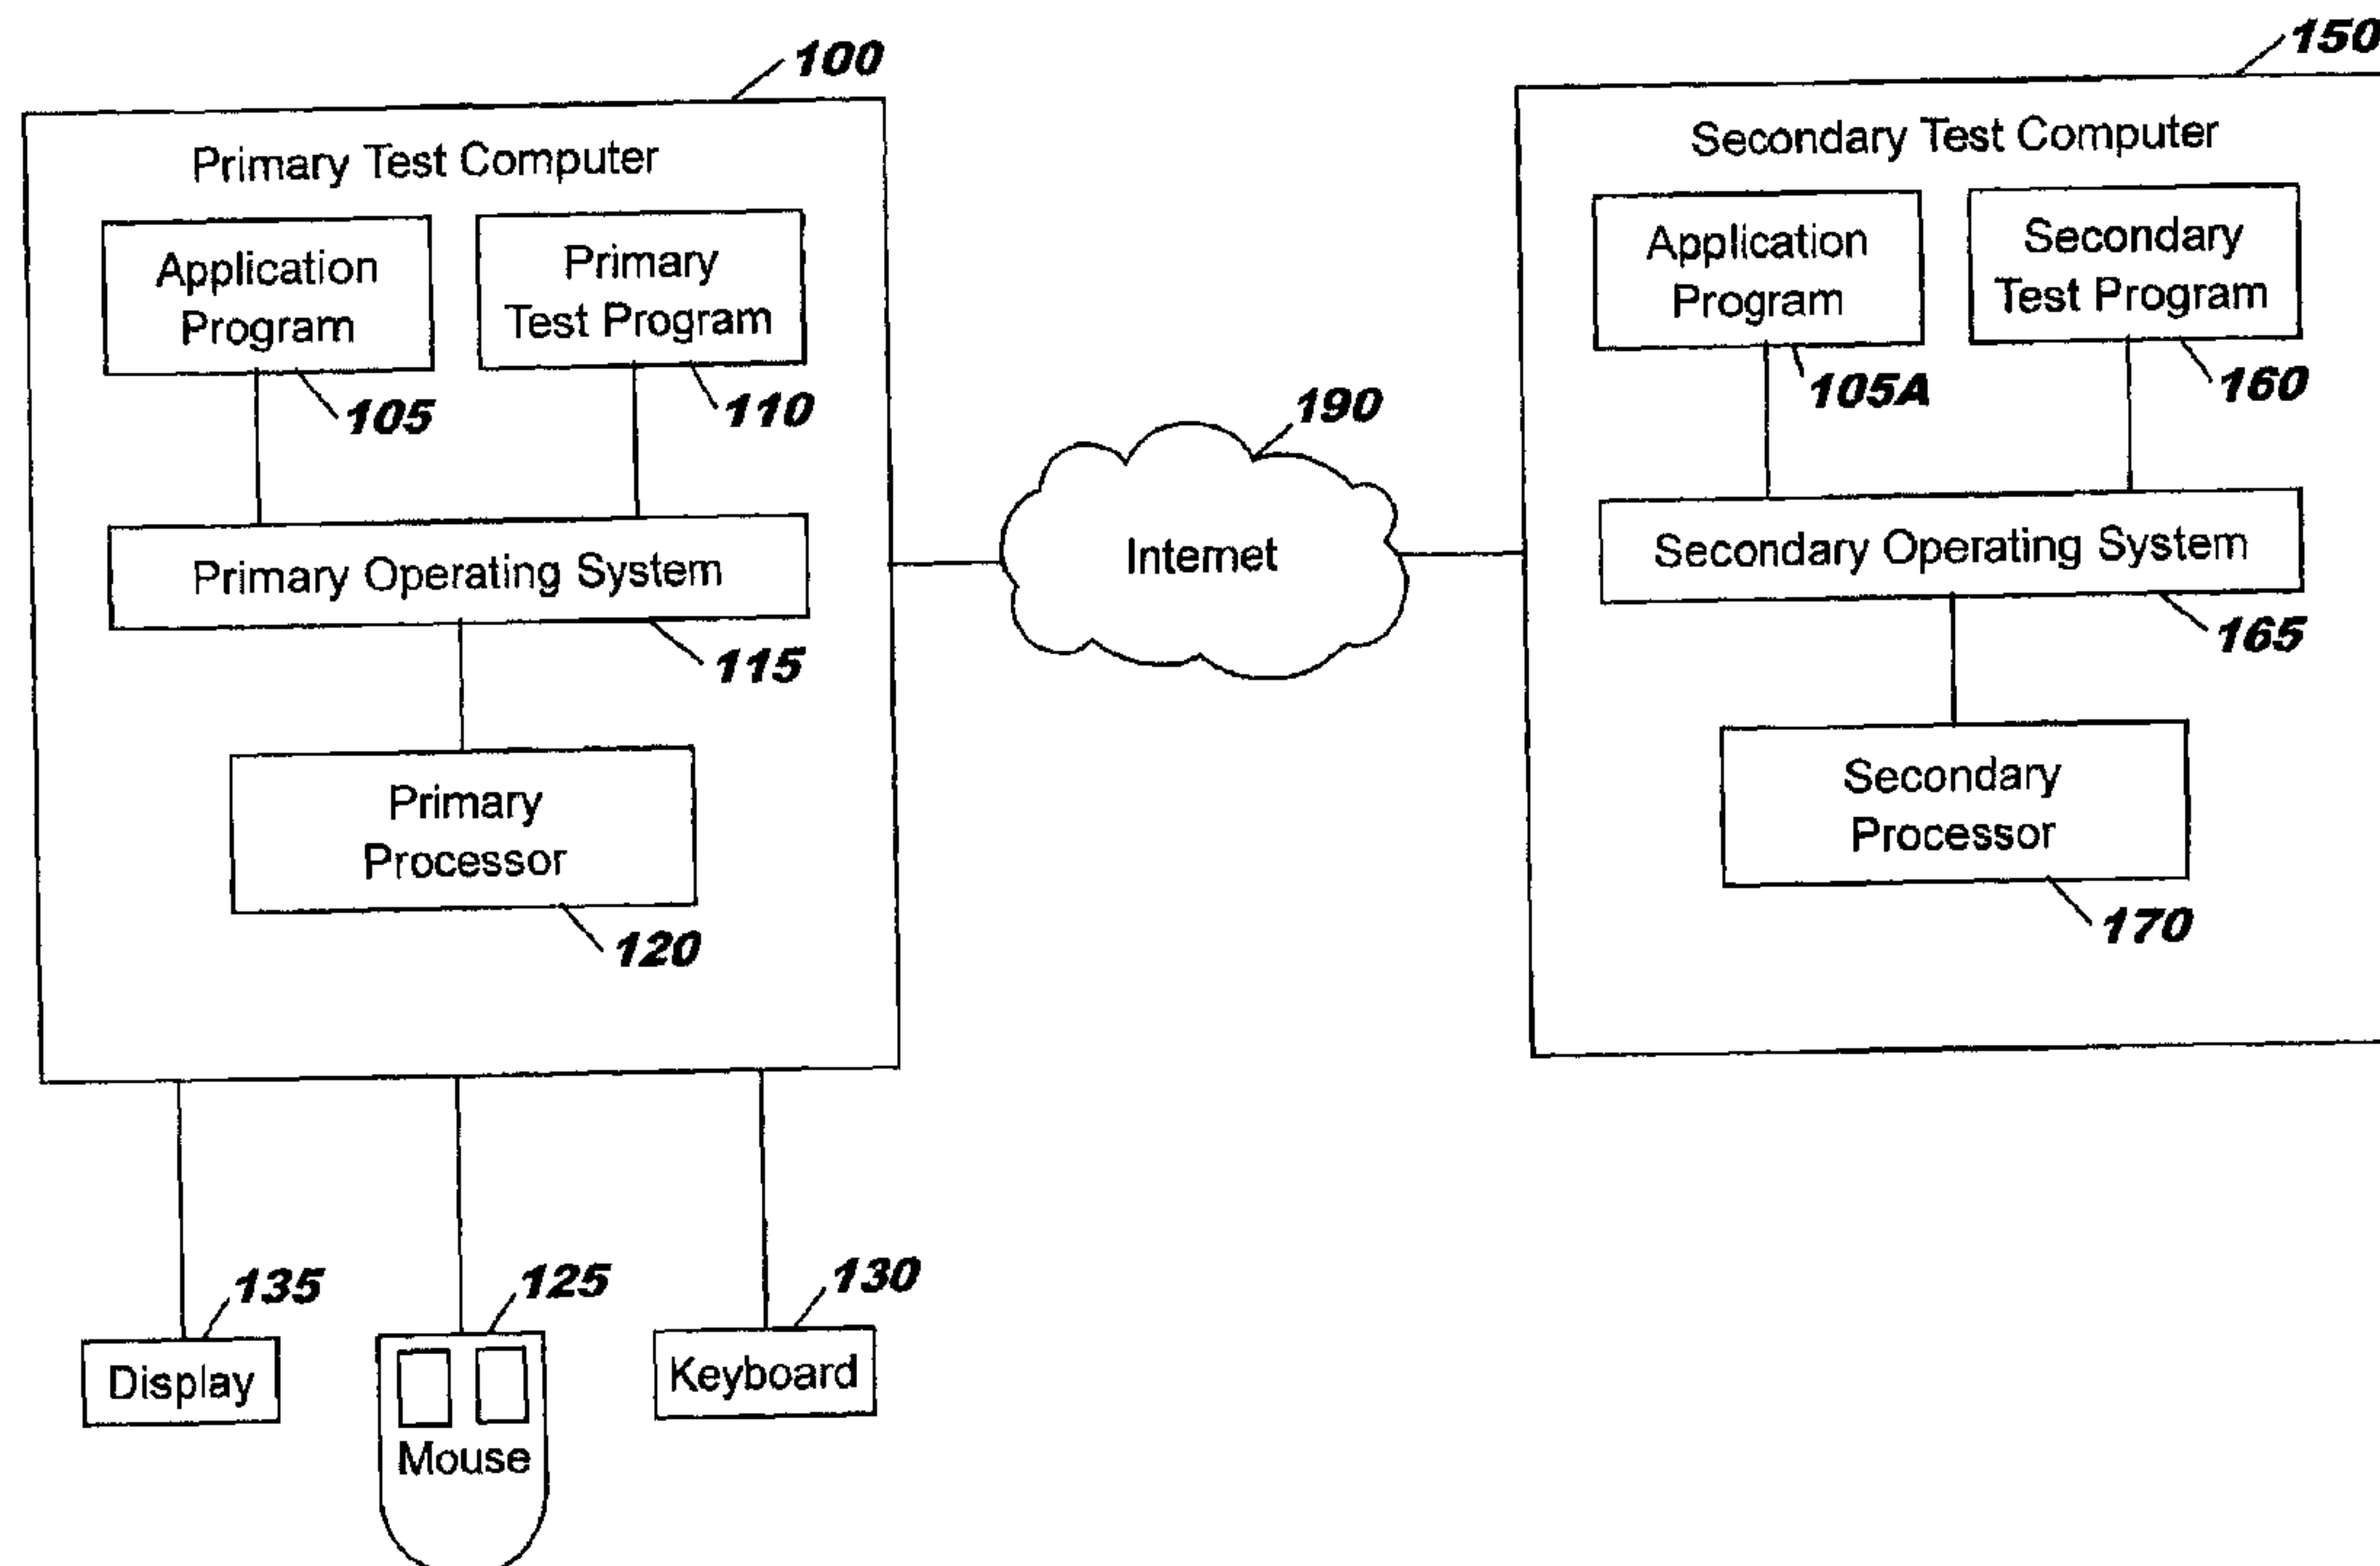 100
Primary Test Computer
Application
Program
105
Primary
Test Program
110
Primary Operating System
115
Primary
Processor
120
190
Internet
150
Secondary Test Computer
Application
Program
105A
Secondary
Test Program
160
Secondary Operating System
165
Secondary
Processor
170
135
Display
125
Mouse
130
Keyboard